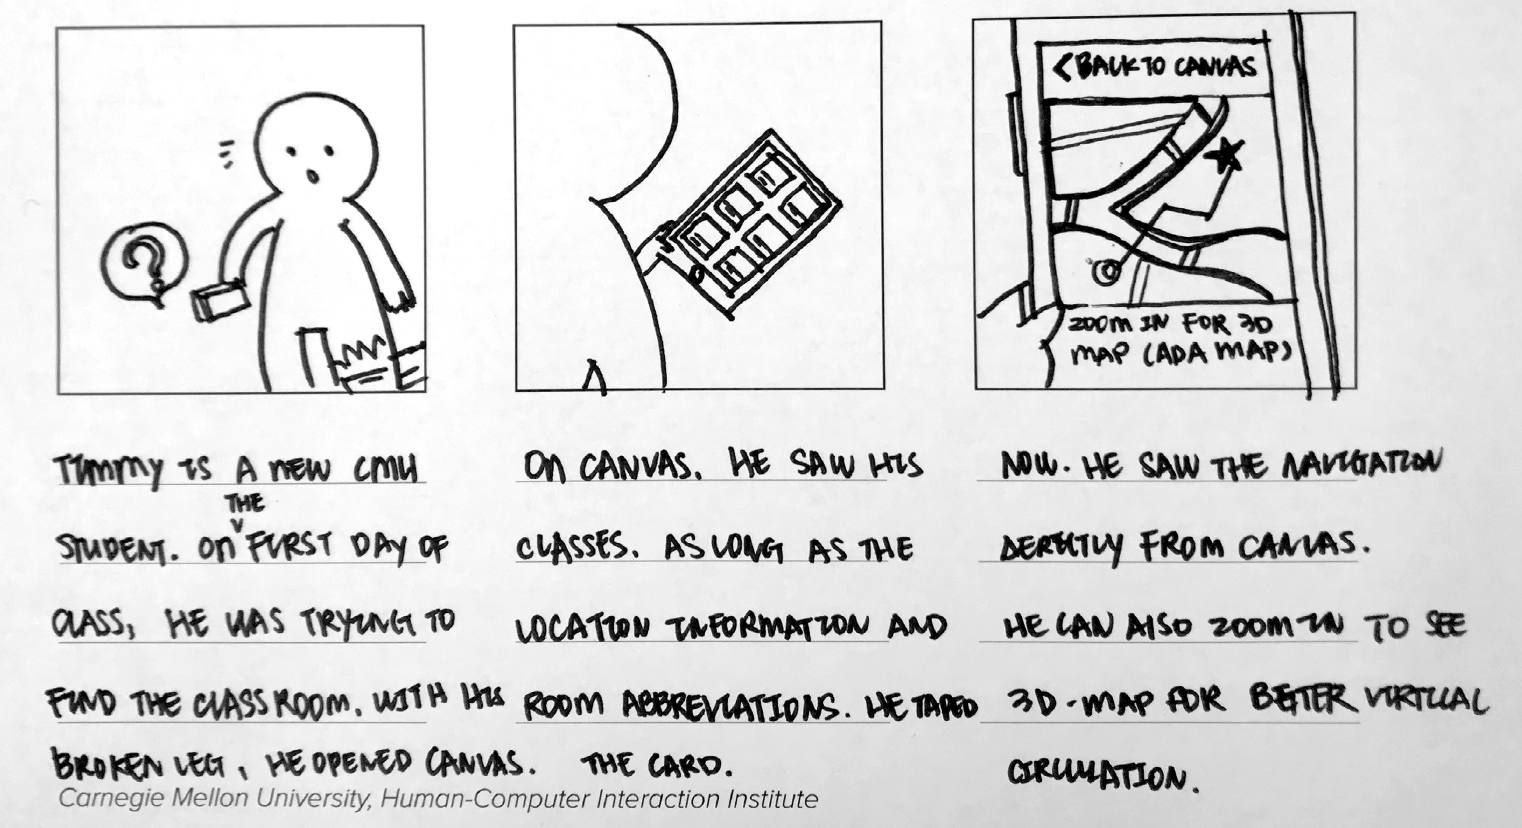 <BACK TO CANVAS
ZOOM IN FOR 3D
MAP (ADA MAP)
TIMMY IS A NEW CMU
THE
STUDENT. ON FIRST DAY OF
CLASS, HE WAS TRYING TO
FIND THE CLASSROOM. WITH HIS
BROKEN LEG, HE OPENED CANVAS.
ON CANVAS. HE SAW HIS
CLASSES. AS LONG AS THE
LOCATION INFORMATION AND
ROOM ABBREVIATIONS. HE TAPED
THE CARD.
NOW. HE SAW THE NAVIGATION
DERECTLY FROM CANVAS.
HE CAN ALSO ZOOM IN TO SEE
3D-MAP FOR BETTER VIRTUAL
CIRCULATION.
Carnegie Mellon University, Human-Computer Interaction Institute